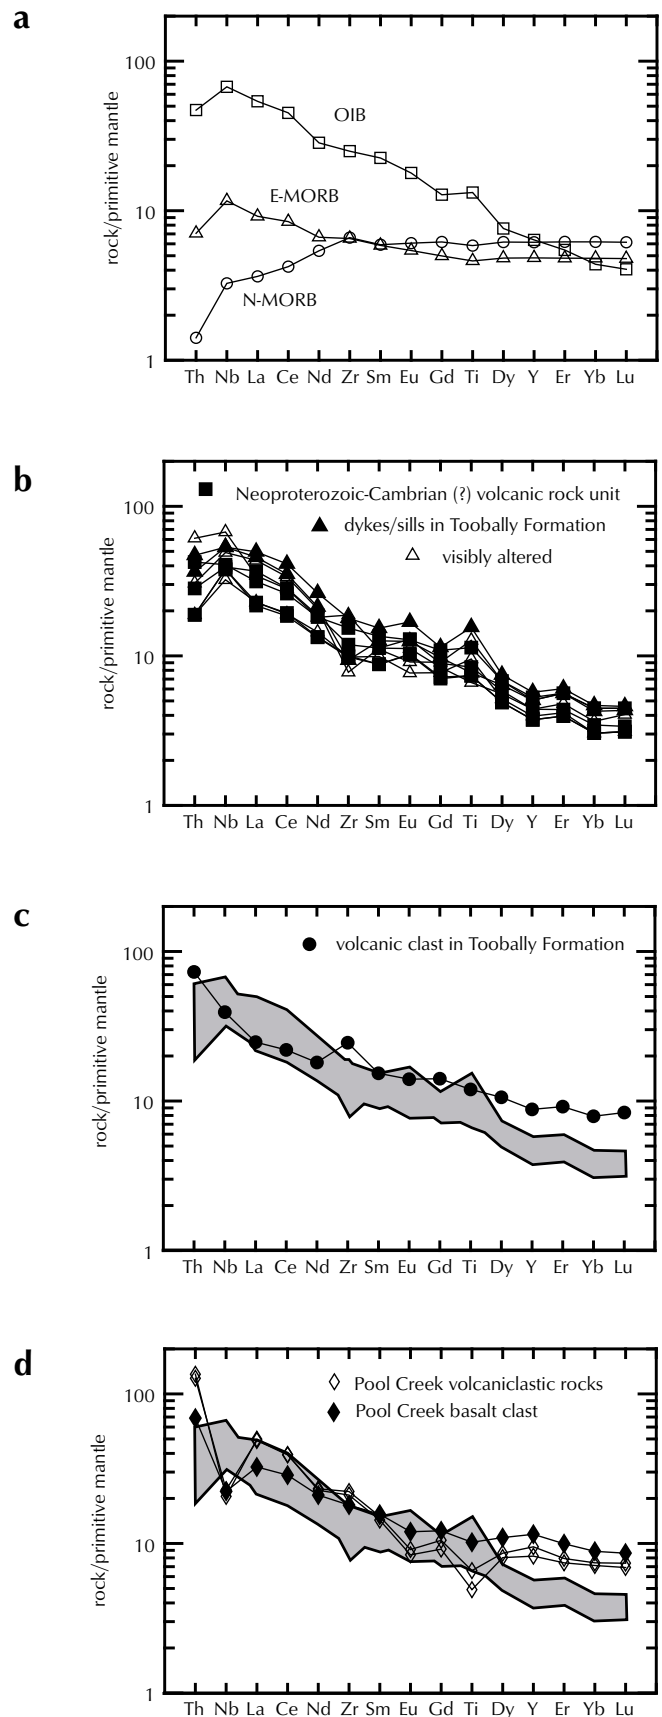 a
100
OIB
E-MORB
10
N-MORB
1
rock/primitive mantle
Th Nb La Ce Nd Zr Sm Eu Gd Ti Dy Y Er Yb Lu
b
Neoproterozoic-Cambrian (?) volcanic rock unit
100
dykes/sills in Toobally Formation
visibly altered
10
1
rock/primitive mantle
Th Nb La Ce Nd Zr Sm Eu Gd Ti Dy Y Er Yb Lu
c
volcanic clast in Toobally Formation
100
10
1
rock/primitive mantle
Th Nb La Ce Nd Zr Sm Eu Gd Ti Dy Y Er Yb Lu
d
Pool Creek volcaniclastic rocks
100
Pool Creek basalt clast
10
1
rock/primitive mantle
Th Nb La Ce Nd Zr Sm Eu Gd Ti Dy Y Er Yb Lu